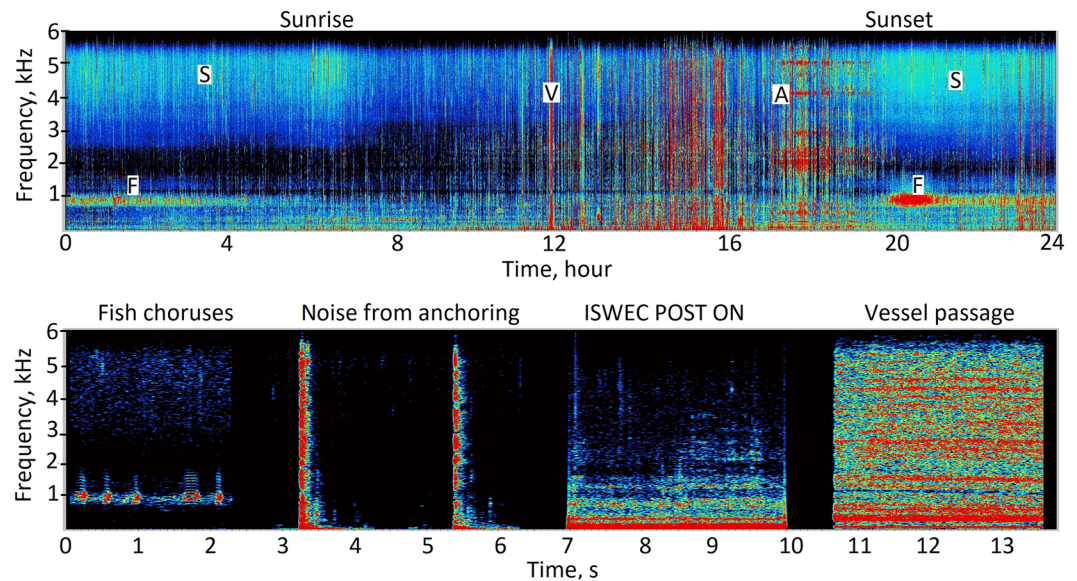 Sunrise Sunset
6
5
4
3
2
1
Frequency, kHz
S V A S
F F
0 4 8 12 14 16 20 24
Time, hour
Fish choruses Noise from anchoring ISWEC POST ON Vessel passage
6
5
4
3
2
1
Frequency, kHz
0 1 2 3 4 5 6 7 8 9 10 11 12 13
Time, s